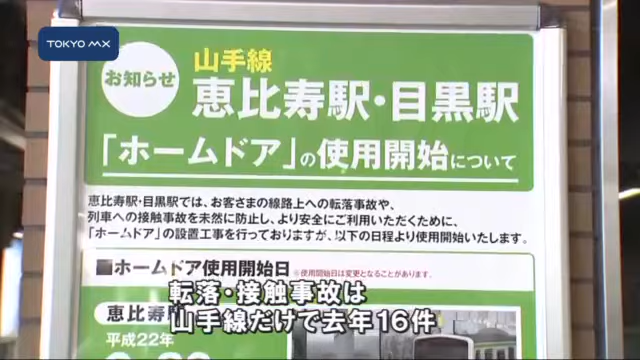 TOKYO MX
お知らせ
山手線
恵比寿駅・目黒駅
「ホームドア」の使用開始について
恵比寿駅・目黒駅では、お客さまの線路上への転落事故や、
列車への接触事故を未然に防止し、より安全にご利用いただくために、
「ホームドア」の設置工事を行っておりますが、以下の日程より使用開始いたします。
■ホームドア使用開始日 ※使用開始日は変更となることがあります。
恵比寿
平成22年
転落・接触事故は
山手線だけで去年16件